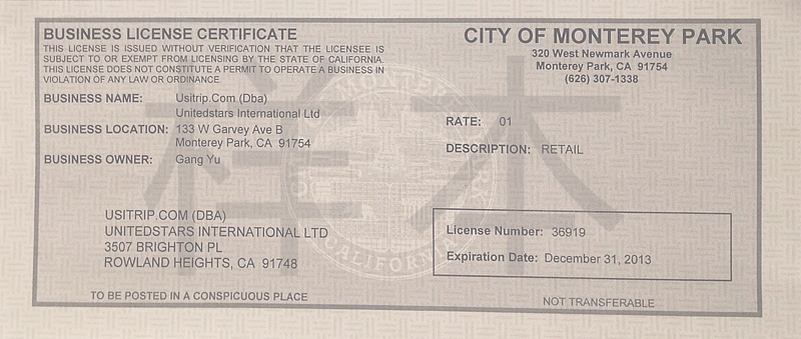 BUSINESS LICENSE CERTIFICATE
THIS LICENSE IS ISSUED WITHOUT VERIFICATION THAT THE LICENSEE IS
SUBJECT TO OR EXEMPT FROM LICENSING BY THE STATE OF CALIFORNIA.
THIS LICENSE DOES NOT CONSTITUTE A PERMIT TO OPERATE A BUSINESS IN
VIOLATION OF ANY LAW OR ORDINANCE.
CITY OF MONTEREY PARK
320 West Newmark Avenue
Monterey Park, CA 91754
(626) 307-1338
BUSINESS NAME: Usitrip.Com (Dba)
Unitedstars International Ltd
BUSINESS LOCATION: 133 W Garvey Ave B
Monterey Park, CA 91754
BUSINESS OWNER: Gang Yu
RATE: 01
DESCRIPTION: RETAIL
样木
USITRIP.COM (DBA)
UNITEDSTARS INTERNATIONAL LTD
3507 BRIGHTON PL
ROWLAND HEIGHTS, CA 91748
License Number: 36919
Expiration Date: December 31, 2013
CALIFORNIA
TO BE POSTED IN A CONSPICUOUS PLACE
NOT TRANSFERABLE